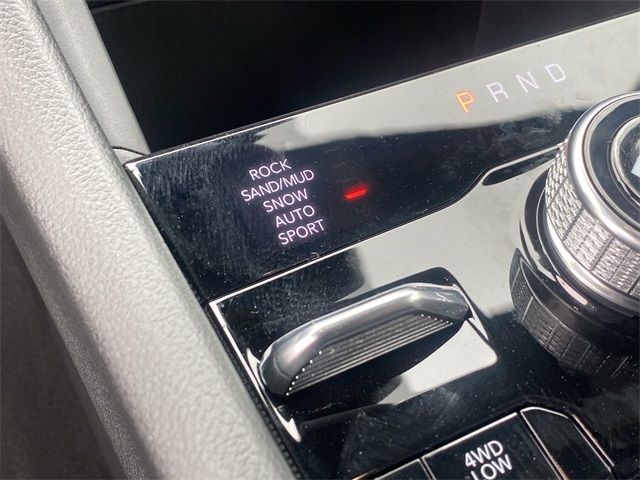 P R N D
ROCK
SAND/MUD
SNOW
AUTO
SPORT
4WD
LOW